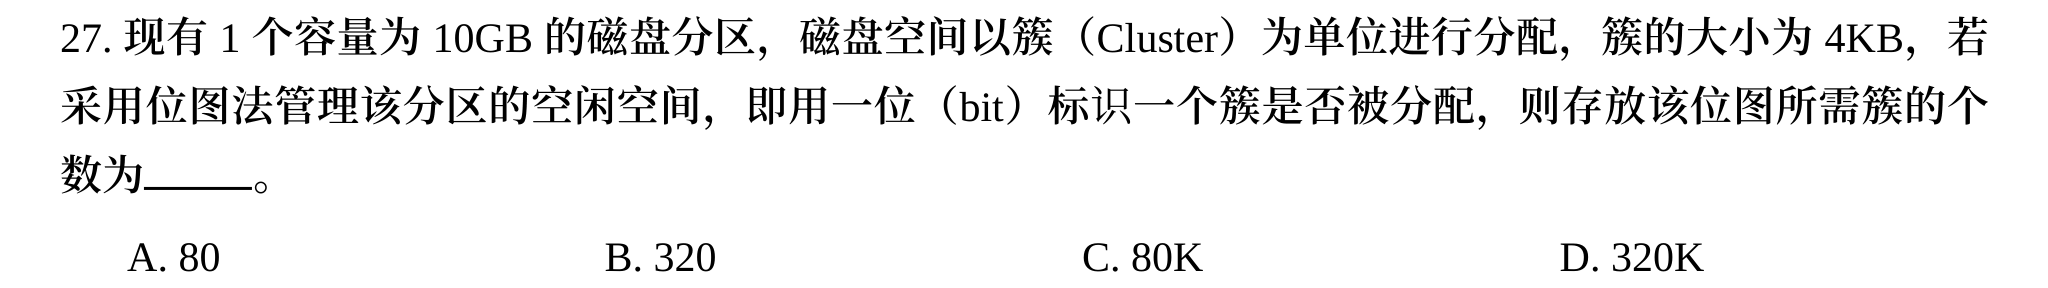 27. 现有 1 个容量为 10GB 的磁盘分区，磁盘空间以簇（Cluster）为单位进行分配，簇的大小为 4KB，若
采用位图法管理该分区的空闲空间，即用一位（bit）标识一个簇是否被分配，则存放该位图所需簇的个
数为_____。
A. 80 B. 320 C. 80K D. 320K